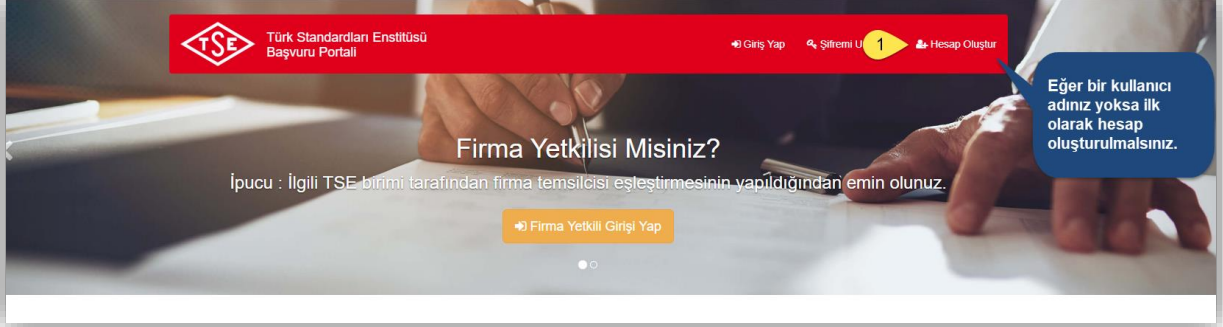 TSE
Türk Standardları Enstitüsü
Başvuru Portali
Giriş Yap
Şifremi U
1
Hesap Oluştur
Eğer bir kullanıcı
adınız yoksa ilk
olarak hesap
oluşturulmalsınız.
Firma Yetkilisi Misiniz?
İpucu : İlgili TSE birimi tarafından firma temsilcisi eşleştirmesinin yapıldığından emin olunuz.
Firma Yetkili Girişi Yap